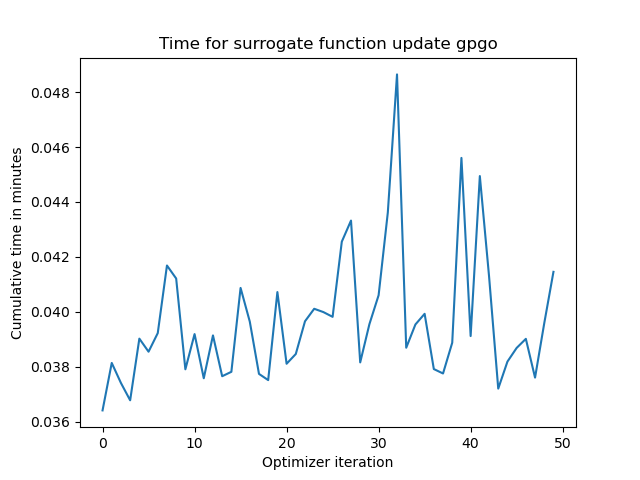 Time for surrogate function update gpgo
Cumulative time in minutes
0.048
0.046
0.044
0.042
0.040
0.038
0.036
0 10 20 30 40 50
Optimizer iteration